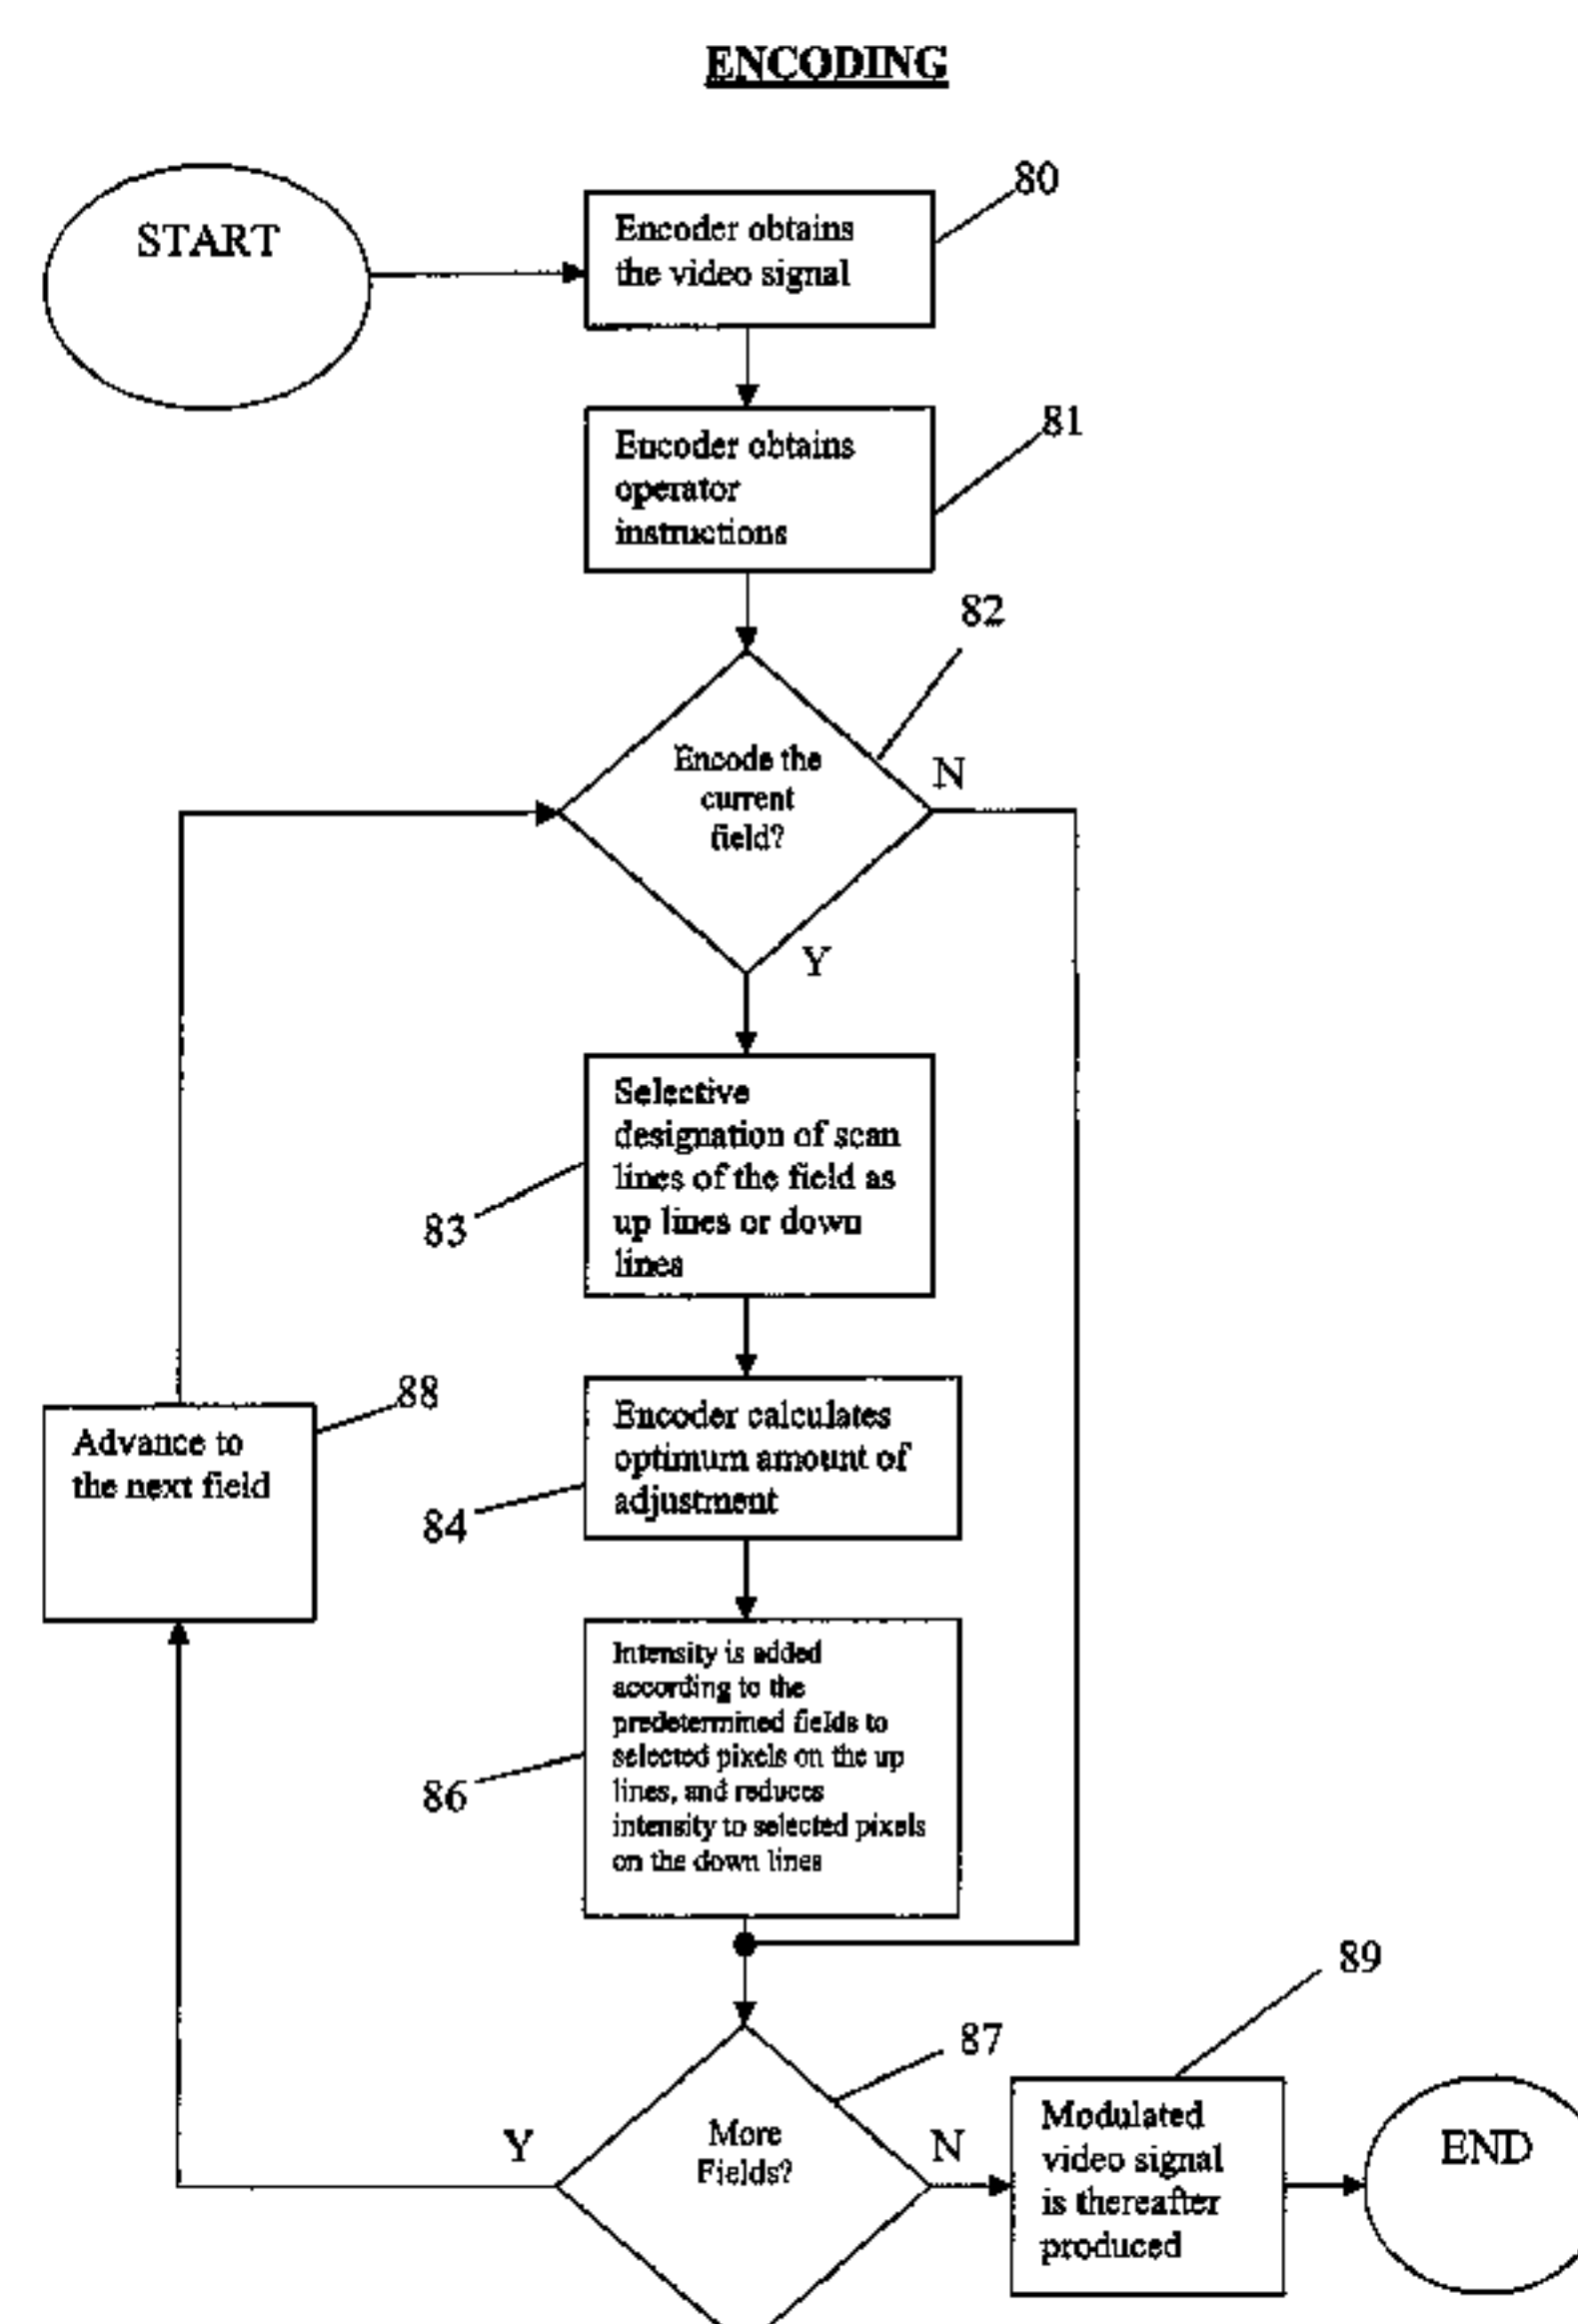 ENCODING
START
Encoder obtains
the video signal
80
Encoder obtains
operator
instructions
81
82
Encode the
current
field?
N
Y
Selective
designation of scan
lines of the field as
up lines or down
lines
83
88
Advance to
the next field
Encoder calculates
optimum amount of
adjustment
84
Intensity is added
according to the
predetermined fields to
selected pixels on the up
lines, and reduces
intensity to selected pixels
on the down lines
86
89
87
More
Fields?
Y
N
Modulated
video signal
is thereafter
produced
END